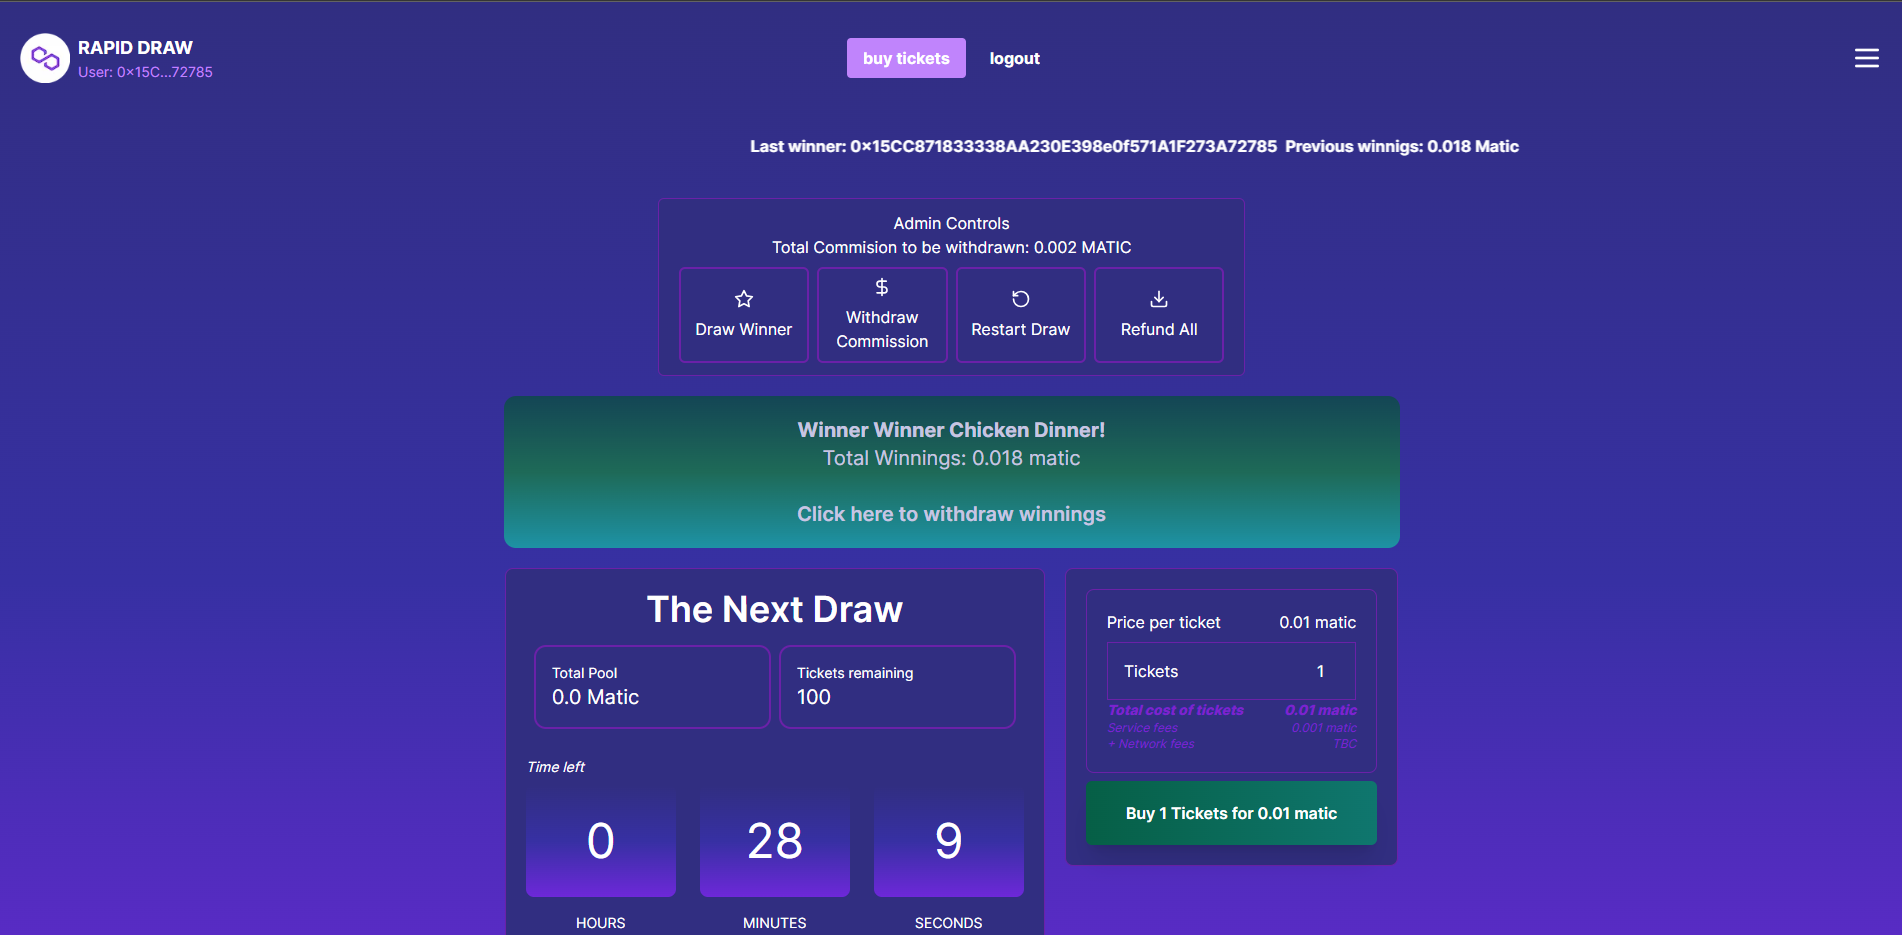 RAPID DRAW
User: 0×15C...72785
buy tickets
logout
Last winner: 0×15CC871833338AA230E398e0f571A1F273A72785 Previous winnigs: 0.018 Matic
Admin Controls
Total Commision to be withdrawn: 0.002 MATIC
Draw Winner
Withdraw
Commission
Restart Draw
Refund All
Winner Winner Chicken Dinner!
Total Winnings: 0.018 matic
Click here to withdraw winnings
The Next Draw
Total Pool
0.0 Matic
Tickets remaining
100
Time left
0
28
9
HOURS
MINUTES
SECONDS
Price per ticket 0.01 matic
Tickets 1
Total cost of tickets 0.01 matic
Service fees 0.001 matic
+ Network fees TBC
Buy 1 Tickets for 0.01 matic